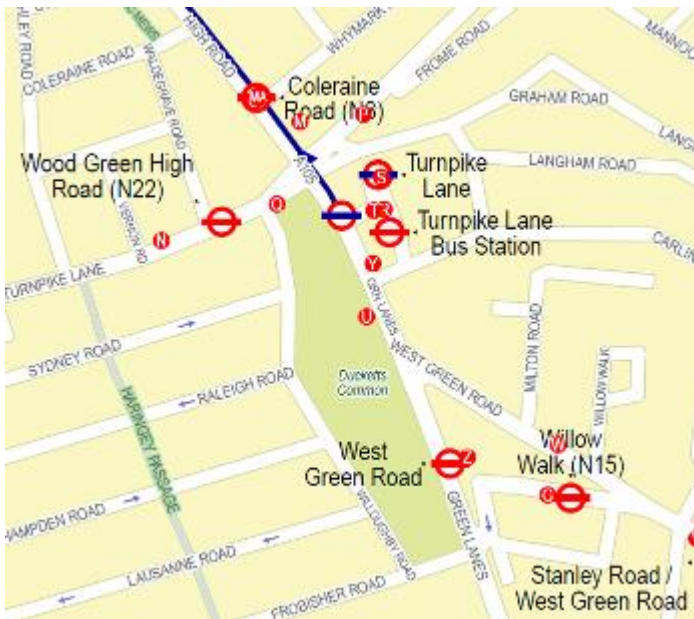 HIGH ROAD
WHYMARK
FROME ROAD
COLERAINE ROAD
WALDEGRAVE ROAD
Coleraine
Road (N8)
M
P
GRAHAM ROAD
LANGHAM ROAD
A105
Wood Green High
Road (N22)
S
Turnpike
Lane
Q
Turnpike Lane
Bus Station
VERNON RD
N
Y
TURNPIKE LANE
GRN LANES
U
SYDNEY ROAD
WEST GREEN ROAD
MILTON ROAD
WILLOW WALK
RALEIGH ROAD
Ducketts
Common
HARINGEY PASSAGE
W
Willow
Walk (N15)
West
Green Road
Z
HAMPDEN ROAD
WILLOUGHBY ROAD
GREEN LANES
LAUSANNE ROAD
FROBISHER ROAD
Stanley Road /
West Green Road